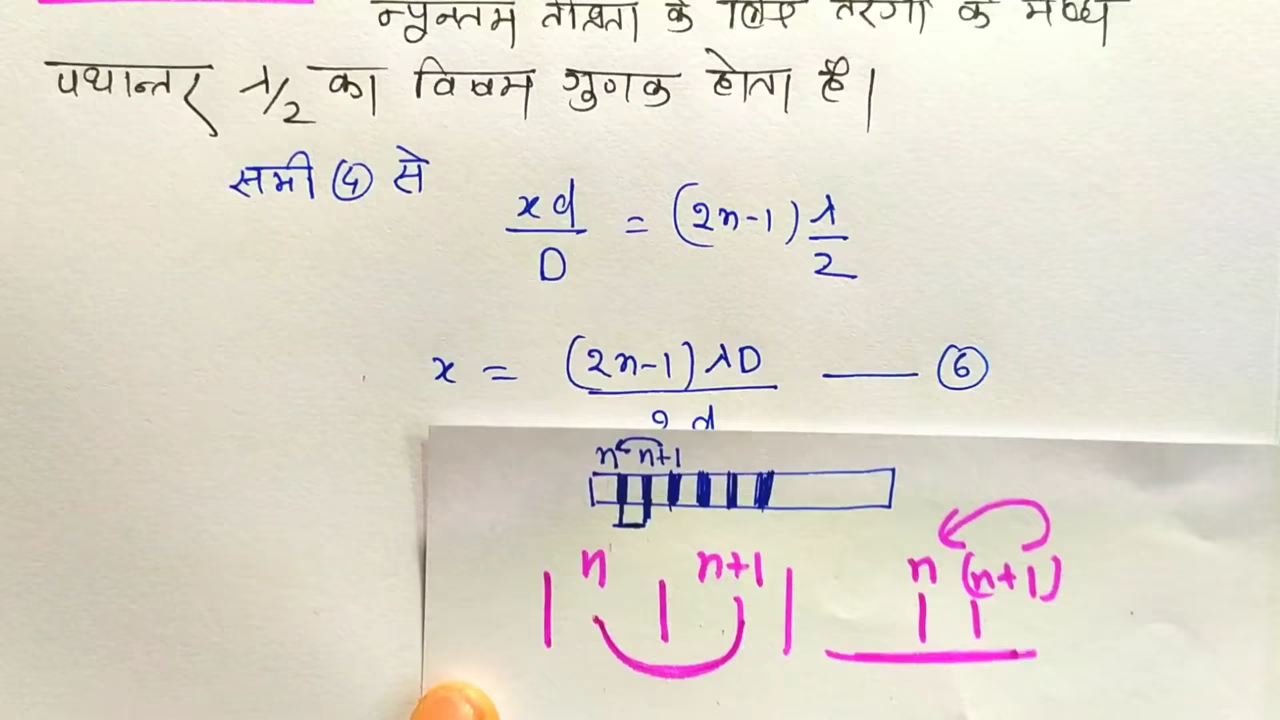 न्यूनतम तीव्रता के लिए तरंगों के मध्य
पथान्तर λ/2 का विषम गुणक होता है।
समी ④ से
xd/D = (2n-1) λ/2
x = (2n-1) λD / 2d —— ⑥
n n+1
n n+1 n (n+1)